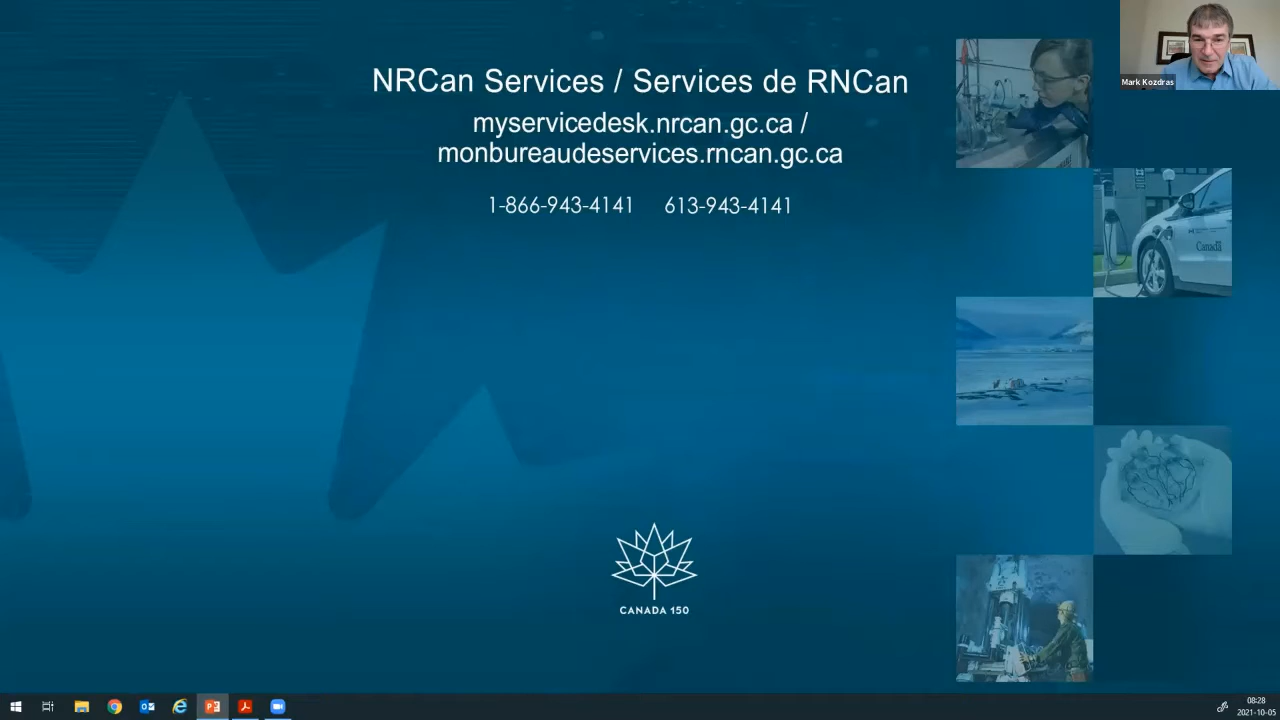 NRCan Services / Services de RNCan
myservicedesk.nrcan.gc.ca /
monbureaudeservices.rncan.gc.ca
1-866-943-4141 613-943-4141
Mark Kozdras
Canada
CANADA 150
08:28
2021-10-05